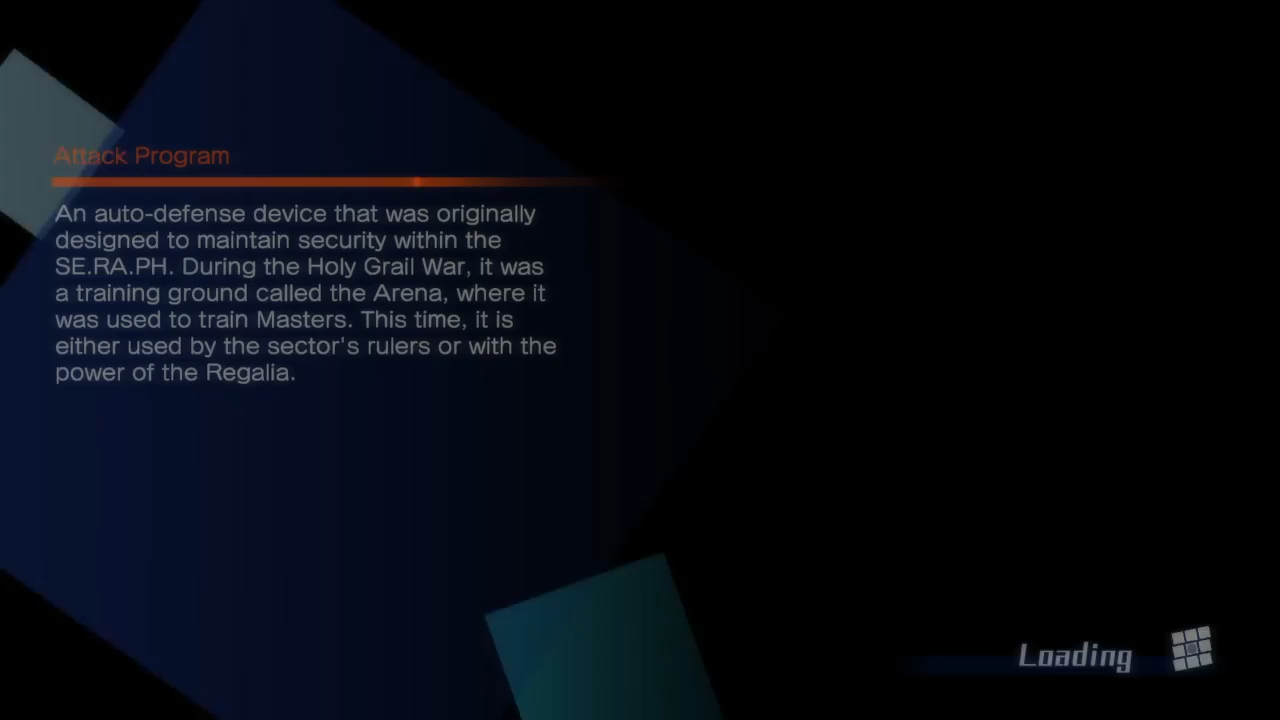 Attack Program
An auto-defense device that was originally
designed to maintain security within the
SE.RA.PH. During the Holy Grail War, it was
a training ground called the Arena, where it
was used to train Masters. This time, it is
either used by the sector's rulers or with the
power of the Regalia.
Loading